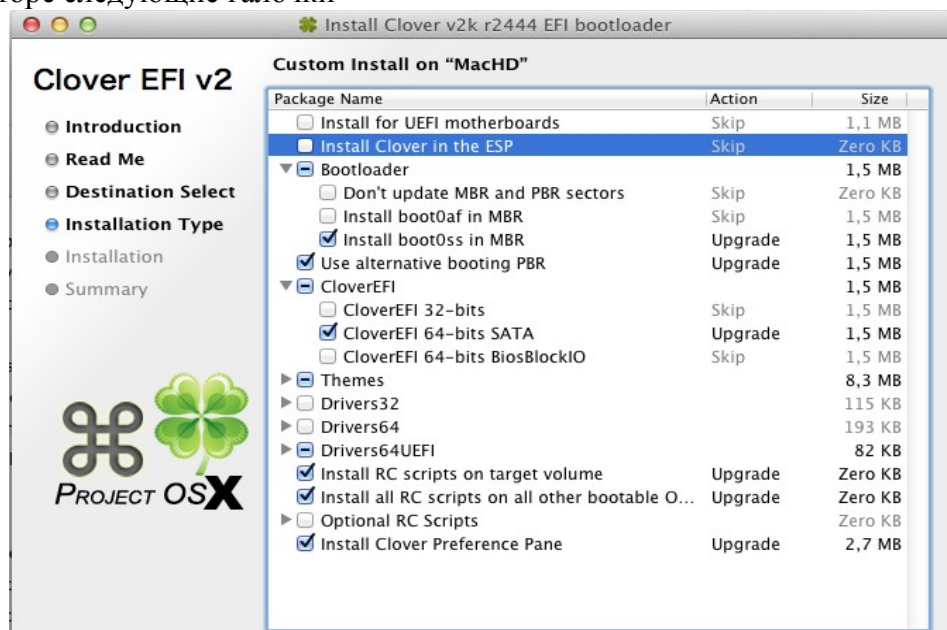 следующие галочки
Install Clover v2k r2444 EFI bootloader
Clover EFI v2
Introduction
Read Me
Destination Select
Installation Type
Installation
Summary
PROJECT OSX
Custom Install on “MacHD”
Package Name Action Size
Install for UEFI motherboards Skip 1,1 MB
Install Clover in the ESP Skip Zero KB
Bootloader 1,5 MB
Don't update MBR and PBR sectors Skip Zero KB
Install boot0af in MBR Skip 1,5 MB
Install boot0ss in MBR Upgrade 1,5 MB
Use alternative booting PBR Upgrade 1,5 MB
CloverEFI 1,5 MB
CloverEFI 32-bits Skip 1,5 MB
CloverEFI 64-bits SATA Upgrade 1,5 MB
CloverEFI 64-bits BiosBlockIO Skip 1,5 MB
Themes 8,3 MB
Drivers32 115 KB
Drivers64 193 KB
Drivers64UEFI 82 KB
Install RC scripts on target volume Upgrade Zero KB
Install all RC scripts on all other bootable O... Upgrade Zero KB
Optional RC Scripts Zero KB
Install Clover Preference Pane Upgrade 2,7 MB